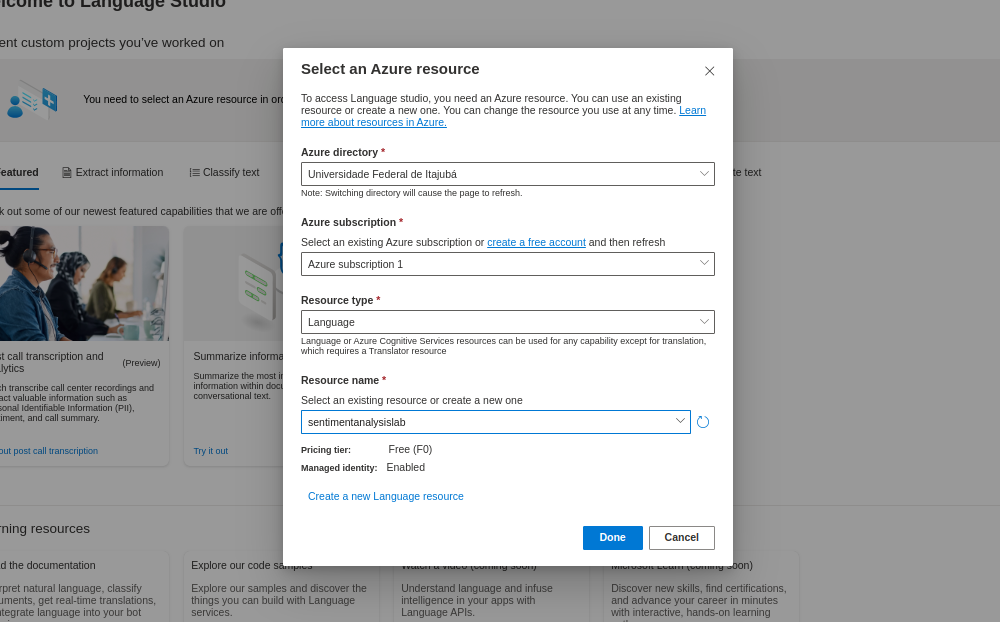 lcome to Language Studio
ent custom projects you've worked on
You need to select an Azure resource in ord
Featured
Extract information
Classify text
te text
k out some of our newest featured capabilities that we are offe
st call transcription and
lytics
(Preview)
ch transcribe call center recordings and
act valuable information such as
sonal Identifiable Information (PII),
timent, and call summary.
out post call transcription
Summarize informa
Summarize the most i
information within docu
conversational text.
Try it out
Select an Azure resource
To access Language studio, you need an Azure resource. You can use an existing
resource or create a new one. You can change the resource you use at any time. Learn
more about resources in Azure.
Azure directory *
Universidade Federal de Itajubá
Note: Switching directory will cause the page to refresh.
Azure subscription *
Select an existing Azure subscription or create a free account and then refresh
Azure subscription 1
Resource type *
Language
Language or Azure Cognitive Services resources can be used for any capability except for translation,
which requires a Translator resource
Resource name *
Select an existing resource or create a new one
sentimentanalysislab
Pricing tier: Free (F0)
Managed identity: Enabled
Create a new Language resource
Done
Cancel
rning resources
d the documentation
rpret natural language, classify
uments, get real-time translations,
ntegrate language into your bot
Explore our code samples
Explore our samples and discover the
things you can build with Language
services.
Watch a video (coming soon)
Understand language and infuse
intelligence in your apps with
Language APIs.
Microsoft Learn (coming soon)
Discover new skills, find certifications,
and advance your career in minutes
with interactive, hands-on learning